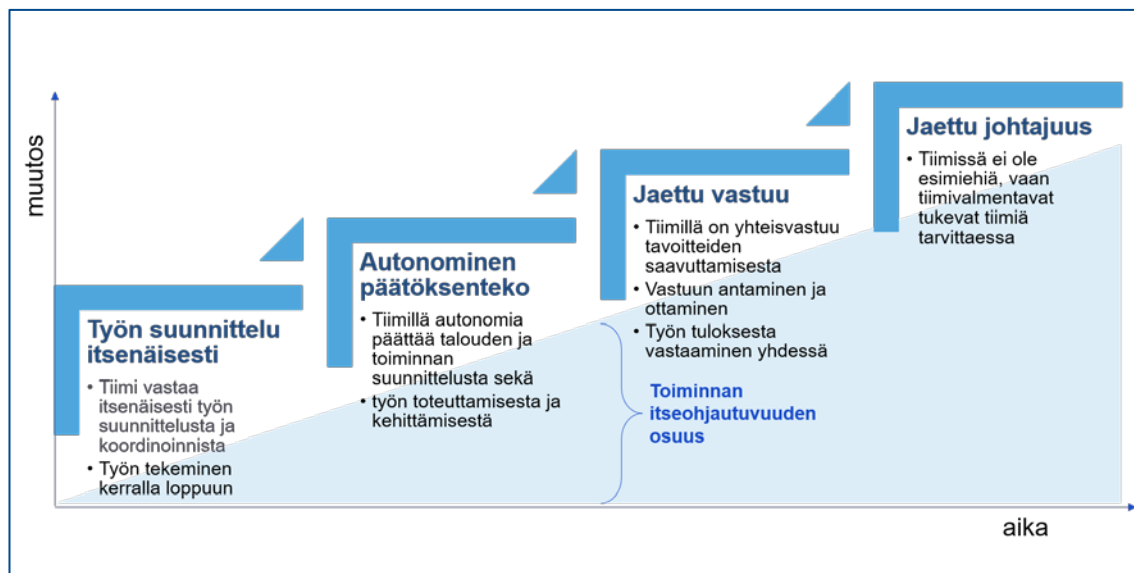 muutos
Työn suunnittelu
itsenäisesti
• Tiimi vastaa
itsenäisesti työn
suunnittelusta ja
koordinoinnista
• Työn tekeminen
kerralla loppuun
Autonominen
päätöksenteko
• Tiimillä autonomia
päättää talouden ja
toiminnan
suunnittelusta sekä
• työn toteuttamisesta ja
kehittämisestä
Jaettu vastuu
• Tiimillä on yhteisvastuu
tavoitteiden
saavuttamisesta
• Vastuun antaminen ja
ottaminen
• Työn tuloksesta
vastaaminen yhdessä
Jaettu johtajuus
• Tiimissä ei ole
esimiehiä, vaan
tiimivalmentavat
tukevat tiimiä
tarvittaessa
Toiminnan
itseohjautuvuuden
osuus
aika